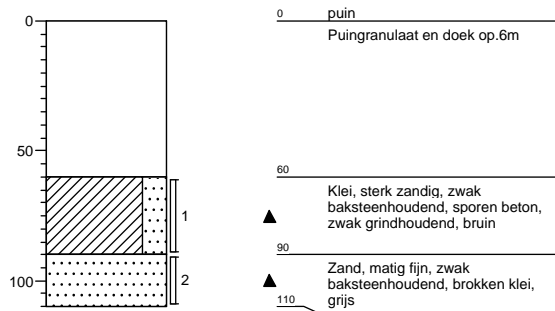 0
50
100
1
2
0 puin
Puingranulaat en doek op.6m
60
Klei, sterk zandig, zwak
baksteenhoudend, sporen beton,
zwak grindhoudend, bruin
90
Zand, matig fijn, zwak
baksteenhoudend, brokken klei,
grijs
110